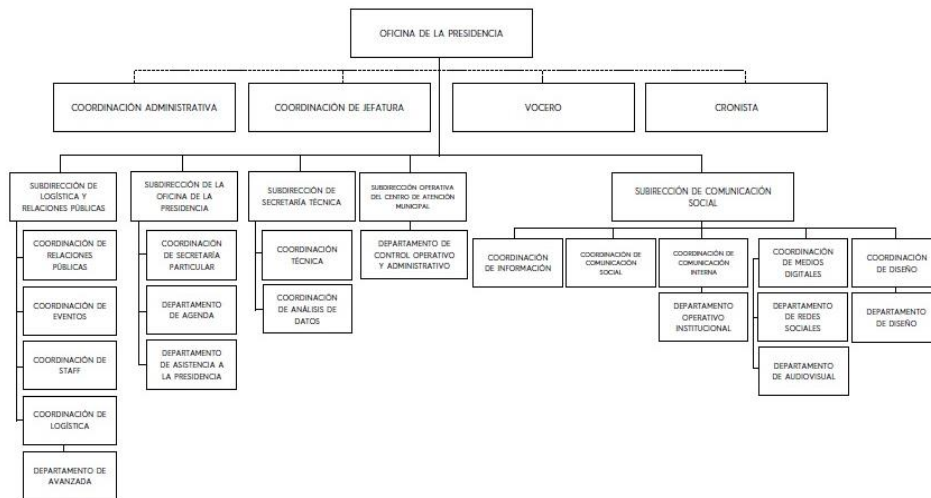 OFICINA DE LA PRESIDENCIA
COORDINACIÓN ADMINISTRATIVA
COORDINACIÓN DE JEFATURA
VOCERO
CRONISTA
SUBDIRECCIÓN DE
LOGÍSTICA Y
RELACIONES PÚBLICAS
COORDINACIÓN DE
RELACIONES
PÚBLICAS
COORDINACIÓN DE
EVENTOS
COORDINACIÓN DE
STAFF
COORDINACIÓN DE
LOGÍSTICA
DEPARTAMENTO DE
AVANZADA
SUBDIRECCIÓN DE LA
OFICINA DE LA
PRESIDENCIA
COORDINACIÓN
DE SECRETARÍA
PARTICULAR
DEPARTAMENTO
DE AGENDA
DEPARTAMENTO
DE ASISTENCIA A
LA PRESIDENCIA
SUBDIRECCIÓN DE
SECRETARÍA TÉCNICA
COORDINACIÓN
TÉCNICA
COORDINACIÓN
DE ANÁLISIS DE
DATOS
SUBDIRECCIÓN OPERATIVA
DEL CENTRO DE ATENCIÓN
MUNICIPAL
DEPARTAMENTO DE
CONTROL OPERATIVO
Y ADMINISTRATIVO
SUBIRECCIÓN DE COMUNICACIÓN
SOCIAL
COORDINACIÓN
DE INFORMACIÓN
COORDINACIÓN DE
COMUNICACIÓN
SOCIAL
COORDINACIÓN DE
COMUNICACIÓN
INTERNA
DEPARTAMENTO
OPERATIVO
INSTITUCIONAL
COORDINACIÓN
DE MEDIOS
DIGITALES
DEPARTAMENTO
DE REDES
SOCIALES
DEPARTAMENTO
DE AUDIOVISUAL
COORDINACIÓN
DE DISEÑO
DEPARTAMENTO
DE DISEÑO